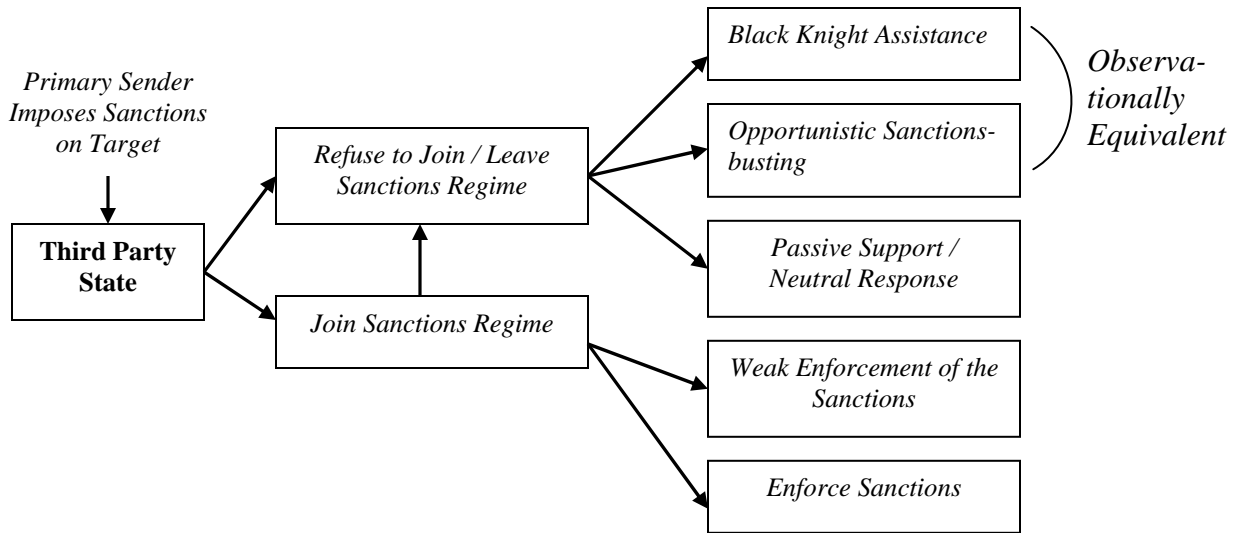 Primary Sender
Imposes Sanctions
on Target
Third Party
State
Refuse to Join / Leave
Sanctions Regime
Join Sanctions Regime
Black Knight Assistance
Opportunistic Sanctions-
busting
Passive Support /
Neutral Response
Weak Enforcement of the
Sanctions
Enforce Sanctions
Observa-
tionally
Equivalent